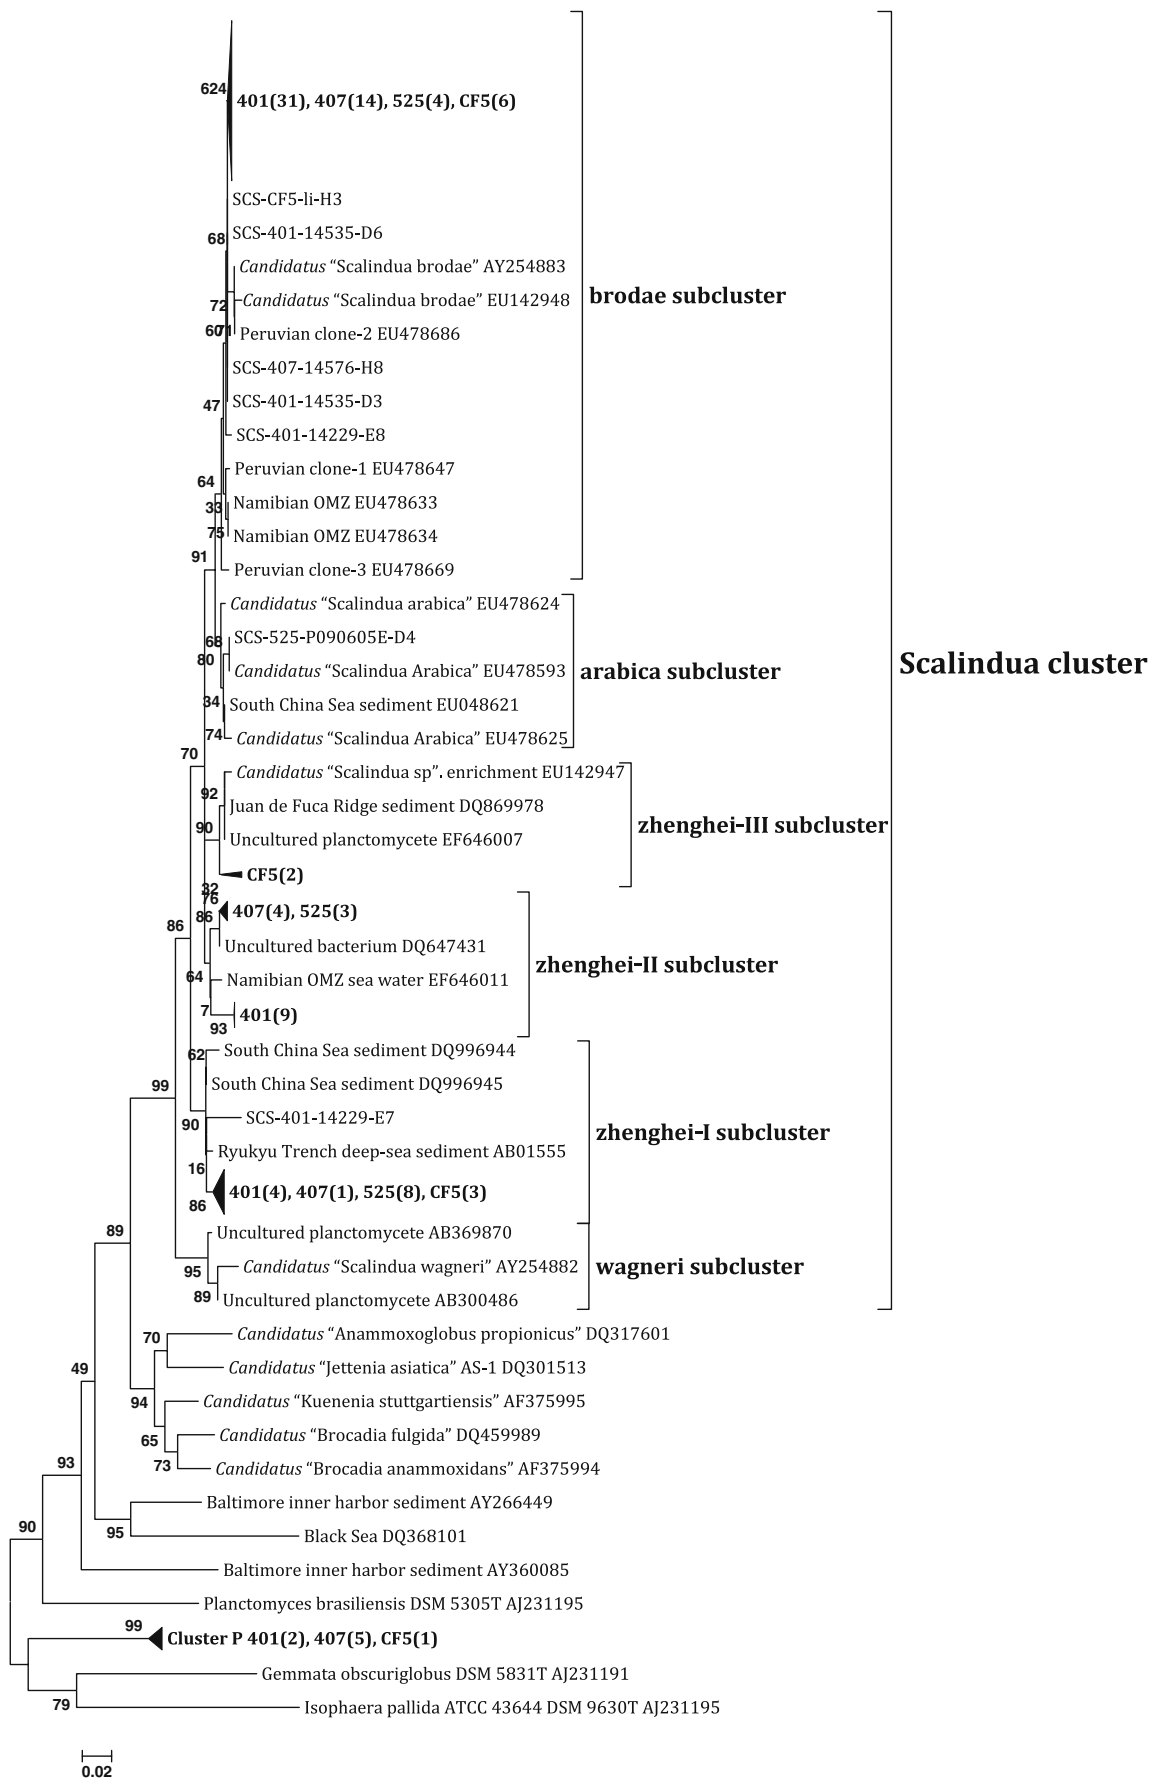 624
401(31), 407(14), 525(4), CF5(6)
SCS-CF5-li-H3
68
SCS-401-14535-D6
Candidatus “Scalindua brodae” AY254883
72
Candidatus “Scalindua brodae” EU142948
brodae subcluster
60
71
Peruvian clone-2 EU478686
SCS-407-14576-H8
47
SCS-401-14535-D3
SCS-401-14229-E8
Peruvian clone-1 EU478647
64
33
Namibian OMZ EU478633
75
Namibian OMZ EU478634
91
Peruvian clone-3 EU478669
Candidatus “Scalindua arabica” EU478624
68
SCS-525-P090605E-D4
80
Candidatus “Scalindua Arabica” EU478593
arabica subcluster
Scalindua cluster
34
South China Sea sediment EU048621
74
Candidatus “Scalindua Arabica” EU478625
70
Candidatus “Scalindua sp”. enrichment EU142947
92
Juan de Fuca Ridge sediment DQ869978
90
Uncultured planctomycete EF646007
zhenghei-III subcluster
CF5(2)
32
76
86
407(4), 525(3)
86
Uncultured bacterium DQ647431
zhenghei-II subcluster
64
Namibian OMZ sea water EF646011
7
401(9)
93
62
South China Sea sediment DQ996944
99
South China Sea sediment DQ996945
90
SCS-401-14229-E7
zhenghei-I subcluster
Ryukyu Trench deep-sea sediment AB01555
16
401(4), 407(1), 525(8), CF5(3)
86
89
Uncultured planctomycete AB369870
95
Candidatus “Scalindua wagneri” AY254882
wagneri subcluster
89
Uncultured planctomycete AB300486
70
Candidatus “Anammoxoglobus propionicus” DQ317601
49
Candidatus “Jettenia asiatica” AS-1 DQ301513
94
Candidatus “Kuenenia stuttgartiensis” AF375995
65
Candidatus “Brocadia fulgida” DQ459989
73
Candidatus “Brocadia anammoxidans” AF375994
93
Baltimore inner harbor sediment AY266449
90
95
Black Sea DQ368101
Baltimore inner harbor sediment AY360085
Planctomyces brasiliensis DSM 5305T AJ231195
99
Cluster P 401(2), 407(5), CF5(1)
Gemmata obscuriglobus DSM 5831T AJ231191
79
Isophaera pallida ATCC 43644 DSM 9630T AJ231195
0.02